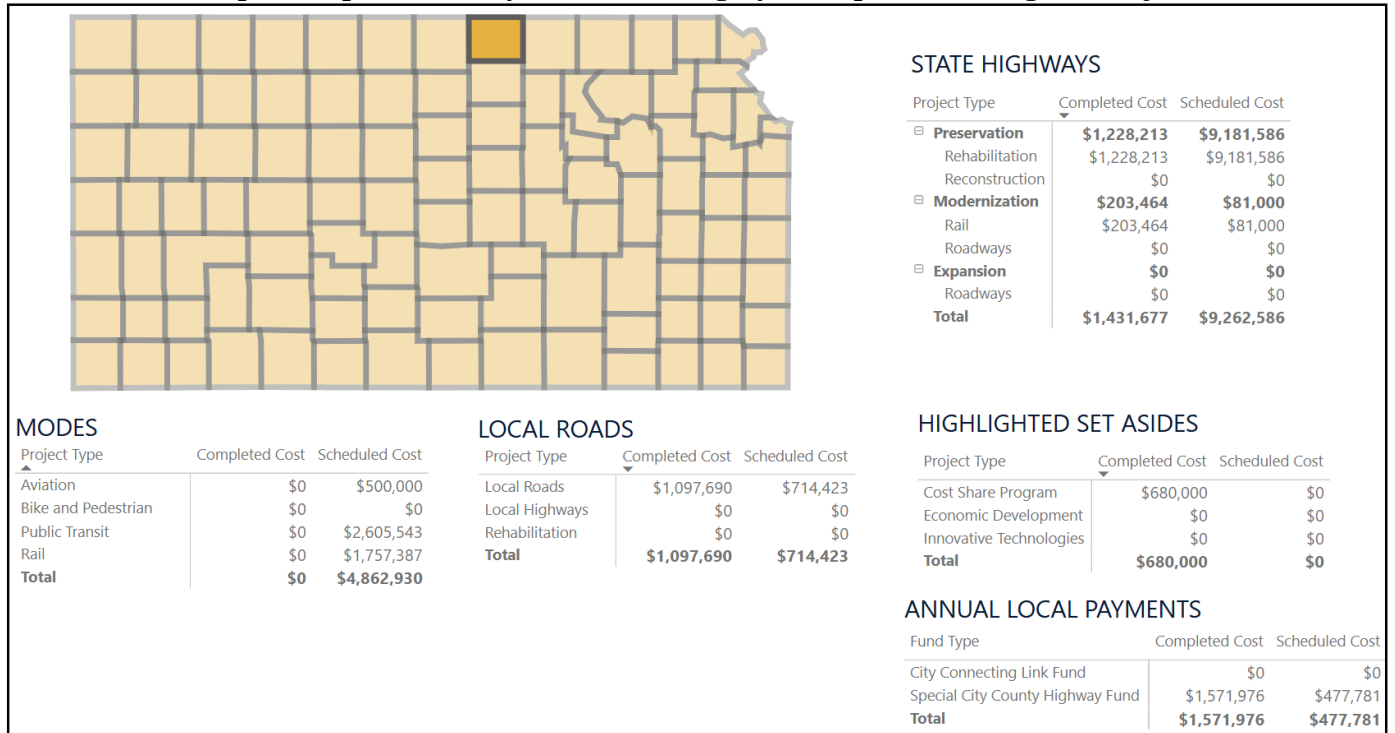 STATE HIGHWAYS
Project Type Completed Cost Scheduled Cost
Preservation $1,228,213 $9,181,586
Rehabilitation $1,228,213 $9,181,586
Reconstruction $0 $0
Modernization $203,464 $81,000
Rail $203,464 $81,000
Roadways $0 $0
Expansion $0 $0
Roadways $0 $0
Total $1,431,677 $9,262,586
MODES
Project Type Completed Cost Scheduled Cost
Aviation $0 $500,000
Bike and Pedestrian $0 $0
Public Transit $0 $2,605,543
Rail $0 $1,757,387
Total $0 $4,862,930
LOCAL ROADS
Project Type Completed Cost Scheduled Cost
Local Roads $1,097,690 $714,423
Local Highways $0 $0
Rehabilitation $0 $0
Total $1,097,690 $714,423
HIGHLIGHTED SET ASIDES
Project Type Completed Cost Scheduled Cost
Cost Share Program $680,000 $0
Economic Development $0 $0
Innovative Technologies $0 $0
Total $680,000 $0
ANNUAL LOCAL PAYMENTS
Fund Type Completed Cost Scheduled Cost
City Connecting Link Fund $0 $0
Special City County Highway Fund $1,571,976 $477,781
Total $1,571,976 $477,781